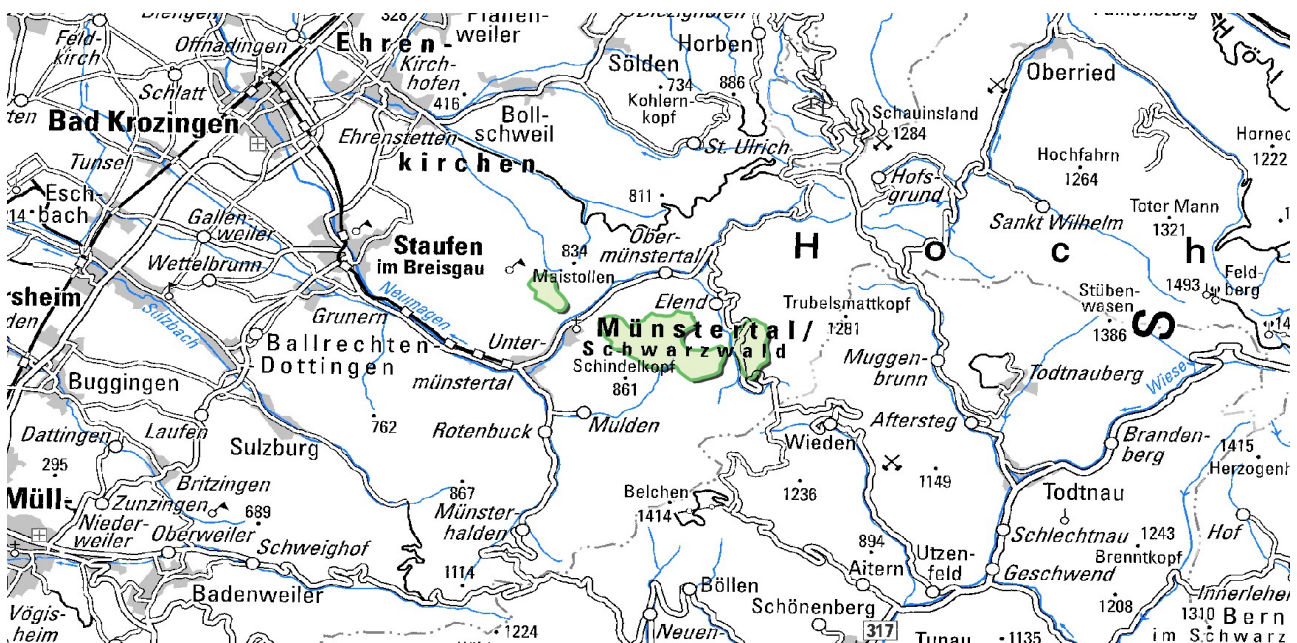 328
Pfaffen-
weiler
Biengen
Feld-
kirch
Offnadingen
Ehren-
Kirch-
hofen
416
Schlatt
Bad Krozingen
Ehrenstetten
kirchen
Tunsel
Boll-
schweil
Sölden
734
Kohlern-
kopf
Horben
886
St. Ulrich
811
Schauinsland
1284
Hofs-
grund
Oberried
Hochfahrn
1264
Sankt Wilhelm
Toter Mann
1321
1222
Esch-
bach
Gallen-
weiler
Wettelbrunn
Staufen
im Breisgau
834
Maistollen
Ober-
münstertal
Elend
H o c h
S
Trubelsmattkopf
1281
Stüben-
wasen
1386
1493
Feld-
berg
Sulzbach
Neumagen
Grunern
Ballrechten-
Dottingen
Unter-
münstertal
Münstertal/
Schwarzwald
Schindelkopf
861
Muggen-
brunn
Todtnauberg
Wiese
Buggingen
762
Mulden
Rotenbuck
Wieden
Aftersteg
Branden-
berg
1415
Dattingen
Laufen
Sulzburg
295
Britzingen
Zunzingen
689
Müll-
Nieder-
weiler
Oberweiler
Schweighof
867
Münster-
halden
1114
Belchen
1414
1236
1149
Todtnau
Schlechtnau
1243
Brenntkopf
Hof
Badenweiler
Vögis-
heim
1224
Böllen
Neuen-
894
Aitern
Utzen-
feld
Schönenberg
317
Geschwend
1208
1310
Bern
im Schwarz
Tunau
1135